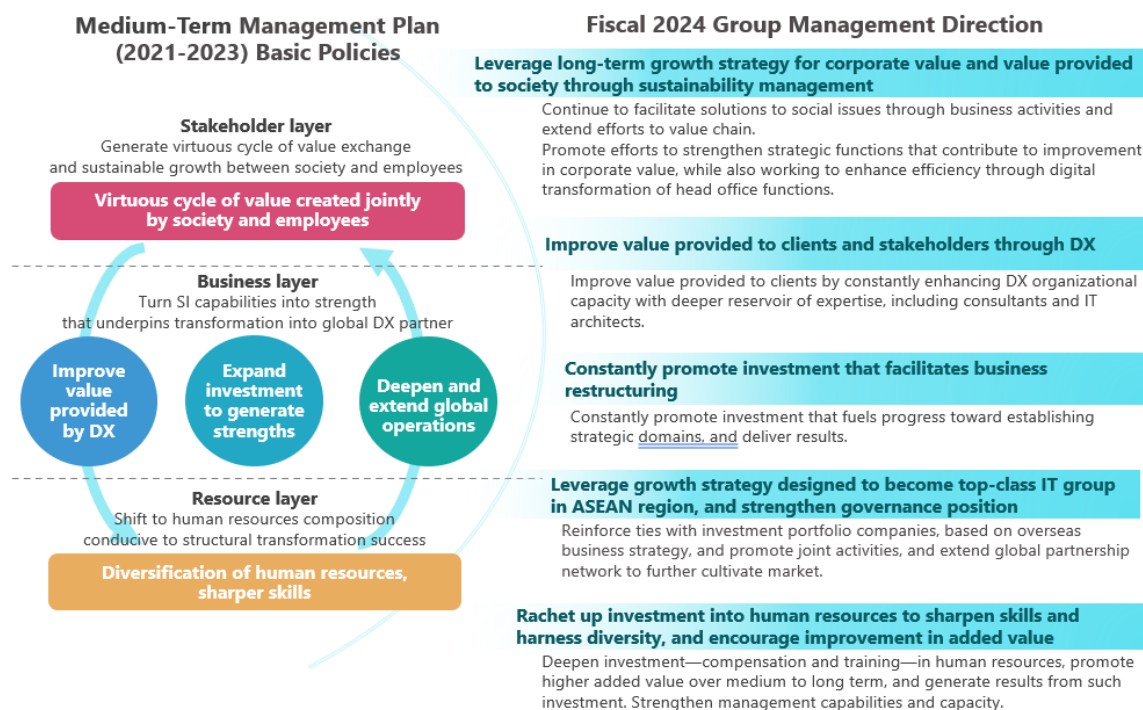 Medium-Term Management Plan
(2021-2023) Basic Policies
Stakeholder layer
Generate virtuous cycle of value exchange
and sustainable growth between society and employees
Virtuous cycle of value created jointly
by society and employees
Business layer
Turn SI capabilities into strength
that underpins transformation into global DX partner
Improve
value
provided
by DX
Expand
investment
to generate
strengths
Deepen and
extend global
operations
Resource layer
Shift to human resources composition
conducive to structural transformation success
Diversification of human resources,
sharper skills
Fiscal 2024 Group Management Direction
Leverage long-term growth strategy for corporate value and value provided
to society through sustainability management
Continue to facilitate solutions to social issues through business activities and
extend efforts to value chain.
Promote efforts to strengthen strategic functions that contribute to improvement
in corporate value, while also working to enhance efficiency through digital
transformation of head office functions.
Improve value provided to clients and stakeholders through DX
Improve value provided to clients by constantly enhancing DX organizational
capacity with deeper reservoir of expertise, including consultants and IT
architects.
Constantly promote investment that facilitates business
restructuring
Constantly promote investment that fuels progress toward establishing
strategic domains, and deliver results.
Leverage growth strategy designed to become top-class IT group
in ASEAN region, and strengthen governance position
Reinforce ties with investment portfolio companies, based on overseas
business strategy, and promote joint activities, and extend global partnership
network to further cultivate market.
Rachet up investment into human resources to sharpen skills and
harness diversity, and encourage improvement in added value
Deepen investment—compensation and training—in human resources, promote
higher added value over medium to long term, and generate results from such
investment. Strengthen management capabilities and capacity.